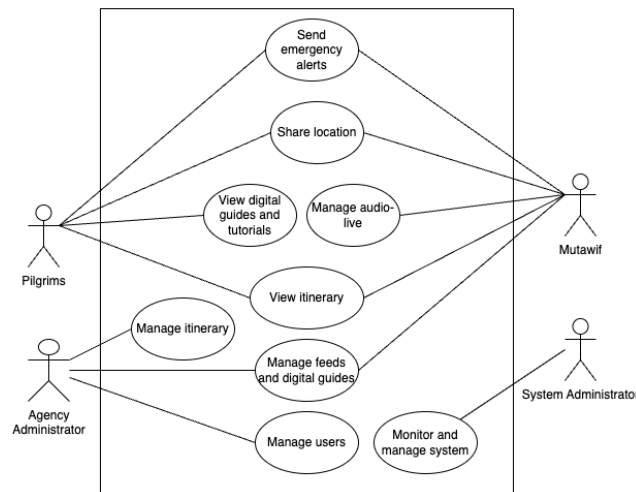 Send
emergency
alerts
Share location
View digital
guides and
tutorials
Manage audio-
live
Pilgrims
Mutawif
View itinerary
Manage itinerary
Manage feeds
and digital guides
Agency
Administrator
System Administrator
Manage users
Monitor and
manage system